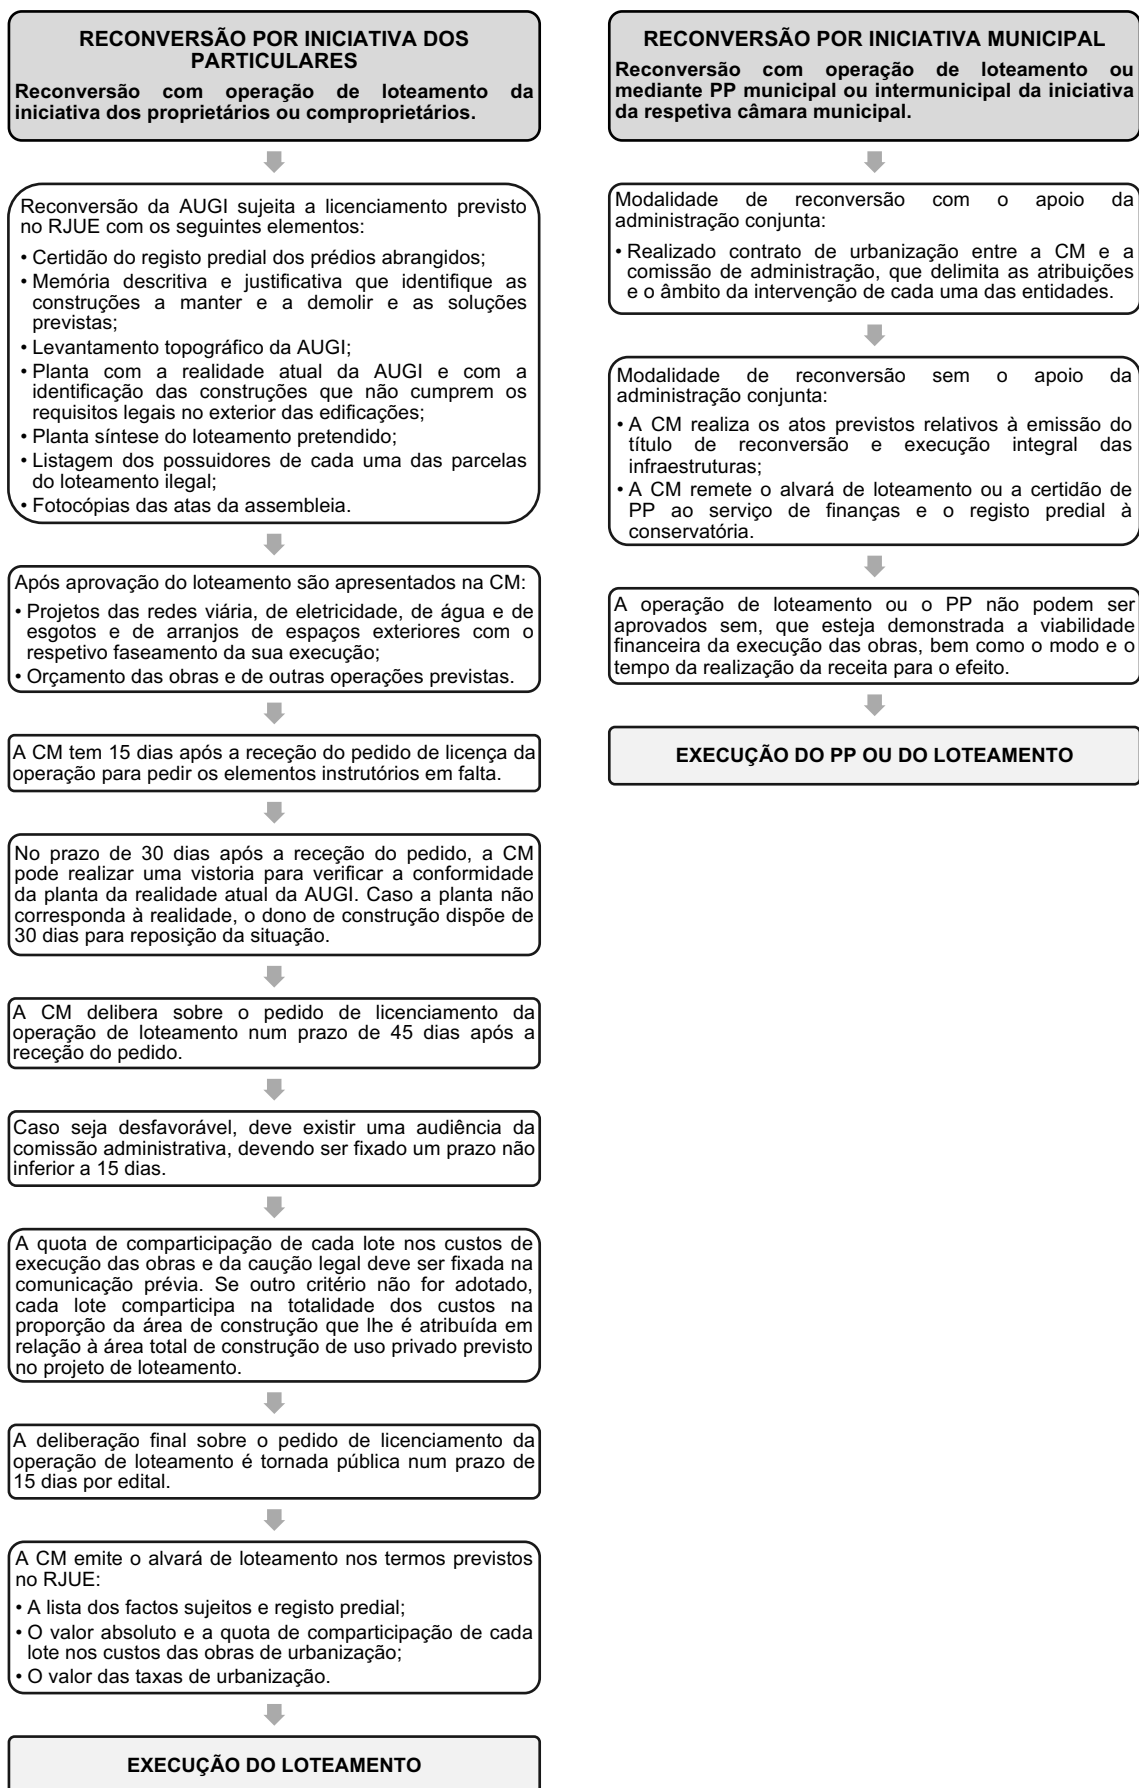 RECONVERSÃO POR INICIATIVA DOS
PARTICULARES
Reconversão com operação de loteamento da
iniciativa dos proprietários ou comproprietários.
Reconversão da AUGI sujeita a licenciamento previsto
no RJUE com os seguintes elementos:
• Certidão do registo predial dos prédios abrangidos;
• Memória descritiva e justificativa que identifique as
construções a manter e a demolir e as soluções
previstas;
• Levantamento topográfico da AUGI;
• Planta com a realidade atual da AUGI e com a
identificação das construções que não cumprem os
requisitos legais no exterior das edificações;
• Planta síntese do loteamento pretendido;
• Listagem dos possuidores de cada uma das parcelas
do loteamento ilegal;
• Fotocópias das atas da assembleia.
Após aprovação do loteamento são apresentados na CM:
• Projetos das redes viária, de eletricidade, de água e de
esgotos e de arranjos de espaços exteriores com o
respetivo faseamento da sua execução;
• Orçamento das obras e de outras operações previstas.
A CM tem 15 dias após a receção do pedido de licença da
operação para pedir os elementos instrutórios em falta.
No prazo de 30 dias após a receção do pedido, a CM
pode realizar uma vistoria para verificar a conformidade
da planta da realidade atual da AUGI. Caso a planta não
corresponda à realidade, o dono de construção dispõe de
30 dias para reposição da situação.
A CM delibera sobre o pedido de licenciamento da
operação de loteamento num prazo de 45 dias após a
receção do pedido.
Caso seja desfavorável, deve existir uma audiência da
comissão administrativa, devendo ser fixado um prazo não
inferior a 15 dias.
A quota de comparticipação de cada lote nos custos de
execução das obras e da caução legal deve ser fixada na
comunicação prévia. Se outro critério não for adotado,
cada lote comparticipa na totalidade dos custos na
proporção da área de construção que lhe é atribuída em
relação à área total de construção de uso privado previsto
no projeto de loteamento.
A deliberação final sobre o pedido de licenciamento da
operação de loteamento é tornada pública num prazo de
15 dias por edital.
A CM emite o alvará de loteamento nos termos previstos
no RJUE:
• A lista dos factos sujeitos e registo predial;
• O valor absoluto e a quota de comparticipação de cada
lote nos custos das obras de urbanização;
• O valor das taxas de urbanização.
EXECUÇÃO DO LOTEAMENTO
RECONVERSÃO POR INICIATIVA MUNICIPAL
Reconversão com operação de loteamento ou
mediante PP municipal ou intermunicipal da iniciativa
da respetiva câmara municipal.
Modalidade de reconversão com o apoio da
administração conjunta:
• Realizado contrato de urbanização entre a CM e a
comissão de administração, que delimita as atribuições
e o âmbito da intervenção de cada uma das entidades.
Modalidade de reconversão sem o apoio da
administração conjunta:
• A CM realiza os atos previstos relativos à emissão do
título de reconversão e execução integral das
infraestruturas;
• A CM remete o alvará de loteamento ou a certidão de
PP ao serviço de finanças e o registo predial à
conservatória.
A operação de loteamento ou o PP não podem ser
aprovados sem, que esteja demonstrada a viabilidade
financeira da execução das obras, bem como o modo e o
tempo da realização da receita para o efeito.
EXECUÇÃO DO PP OU DO LOTEAMENTO